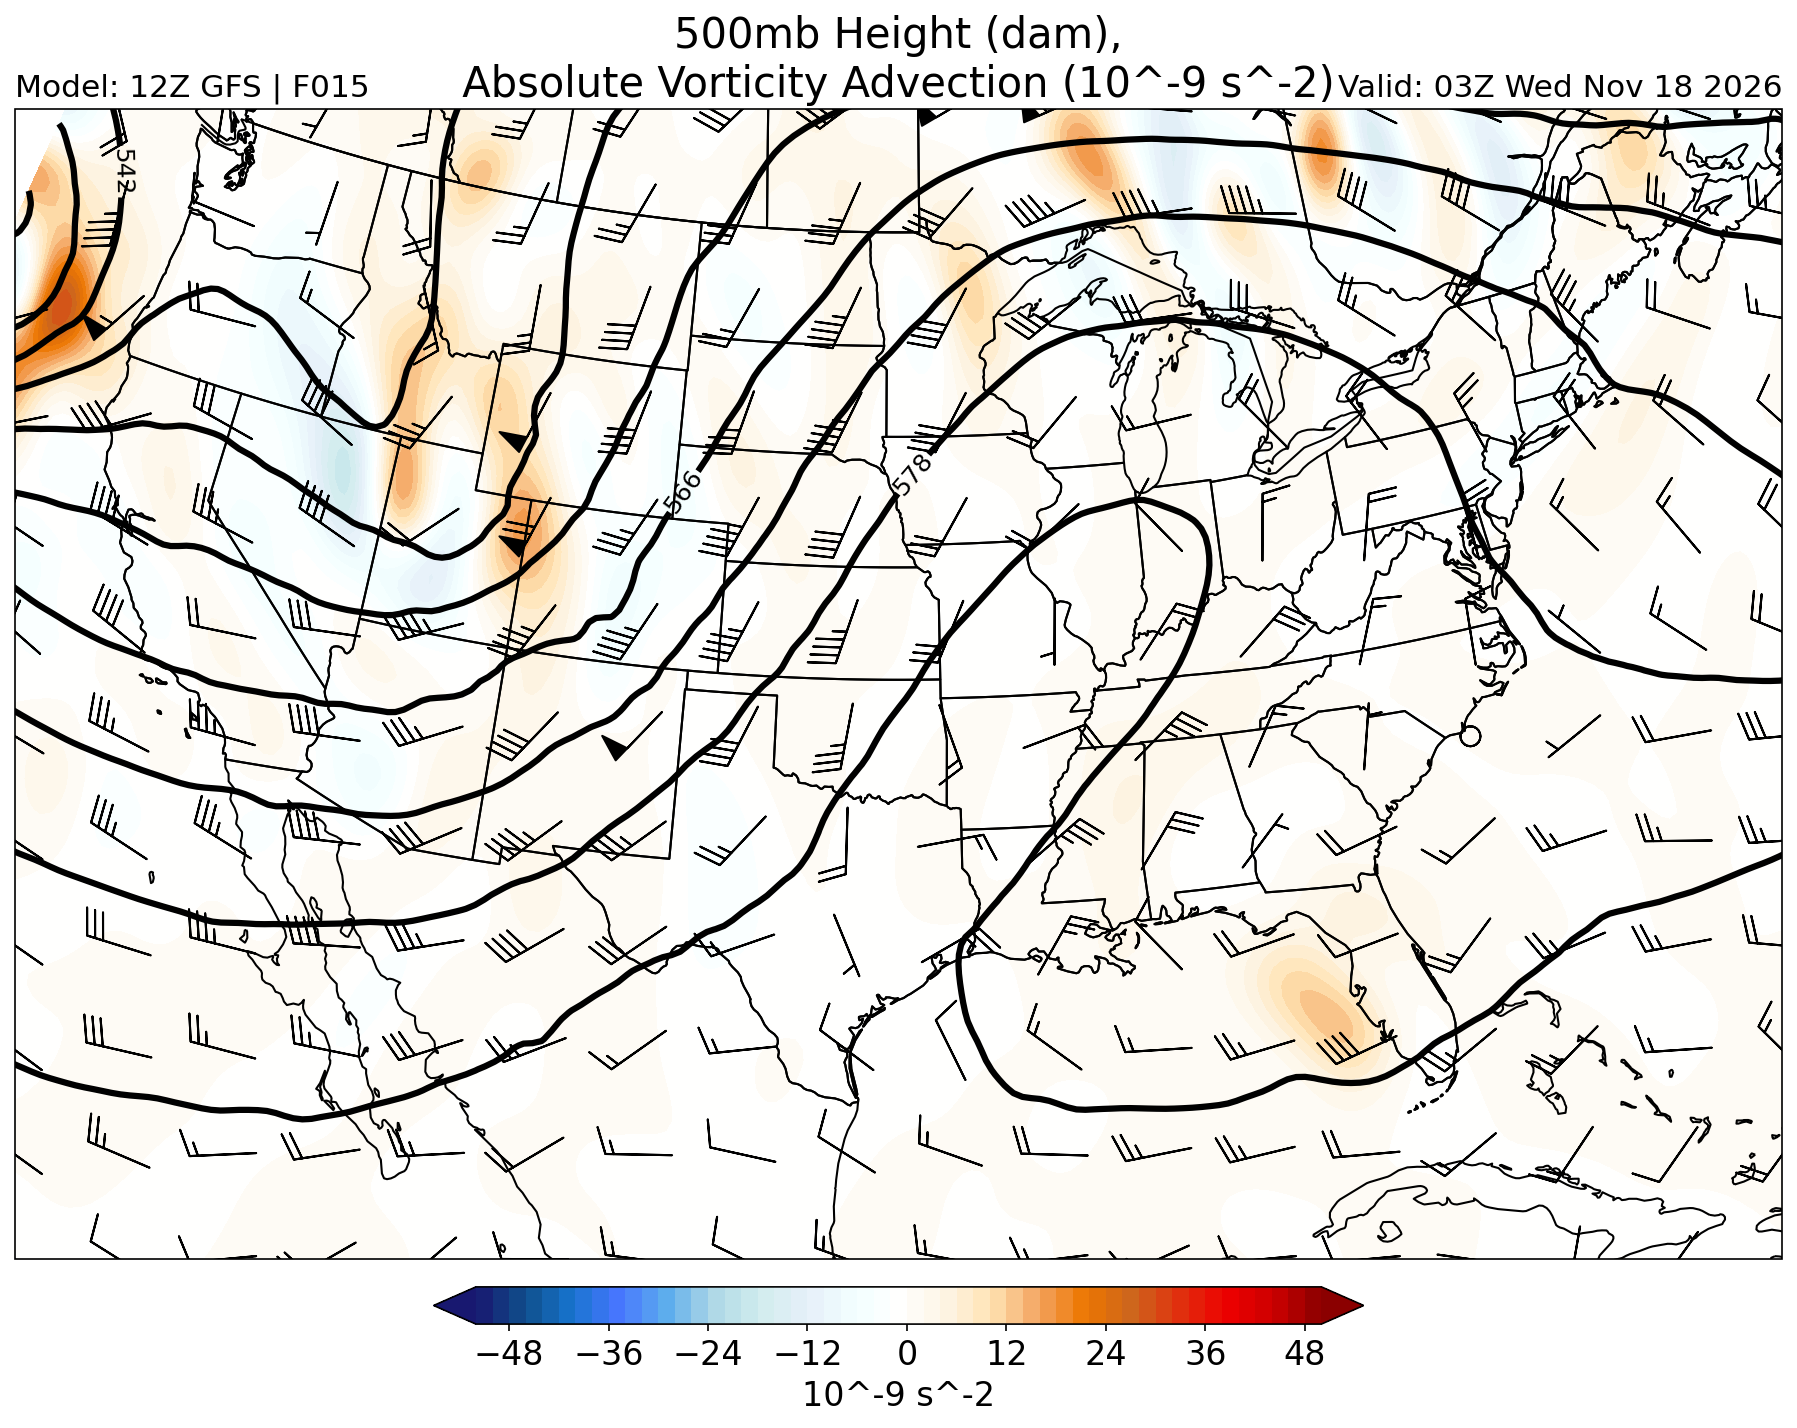 500mb Height (dam),
Model: 12Z GFS | F015
Absolute Vorticity Advection (10^-9 s^-2)
Valid: 03Z Wed Nov 18 2026
542
566
578
−48 −36 −24 −12 0 12 24 36 48
10^-9 s^-2